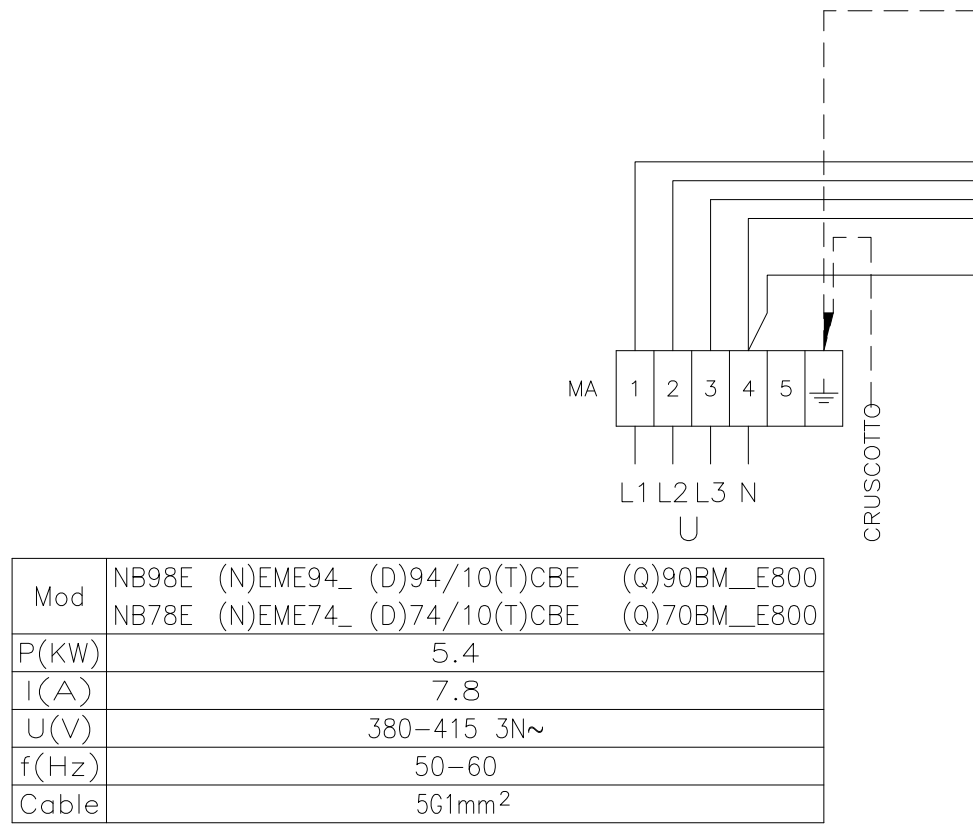 MA 1 2 3 4 5
L1 L2 L3 N
U
CRUSCOTTO
Mod NB98E (N)EME94_ (D)94/10(T)CBE (Q)90BM__E800
NB78E (N)EME74_ (D)74/10(T)CBE (Q)70BM__E800
P(KW) 5.4
I(A) 7.8
U(V) 380-415 3N~
f(Hz) 50-60
Cable 5G1mm²